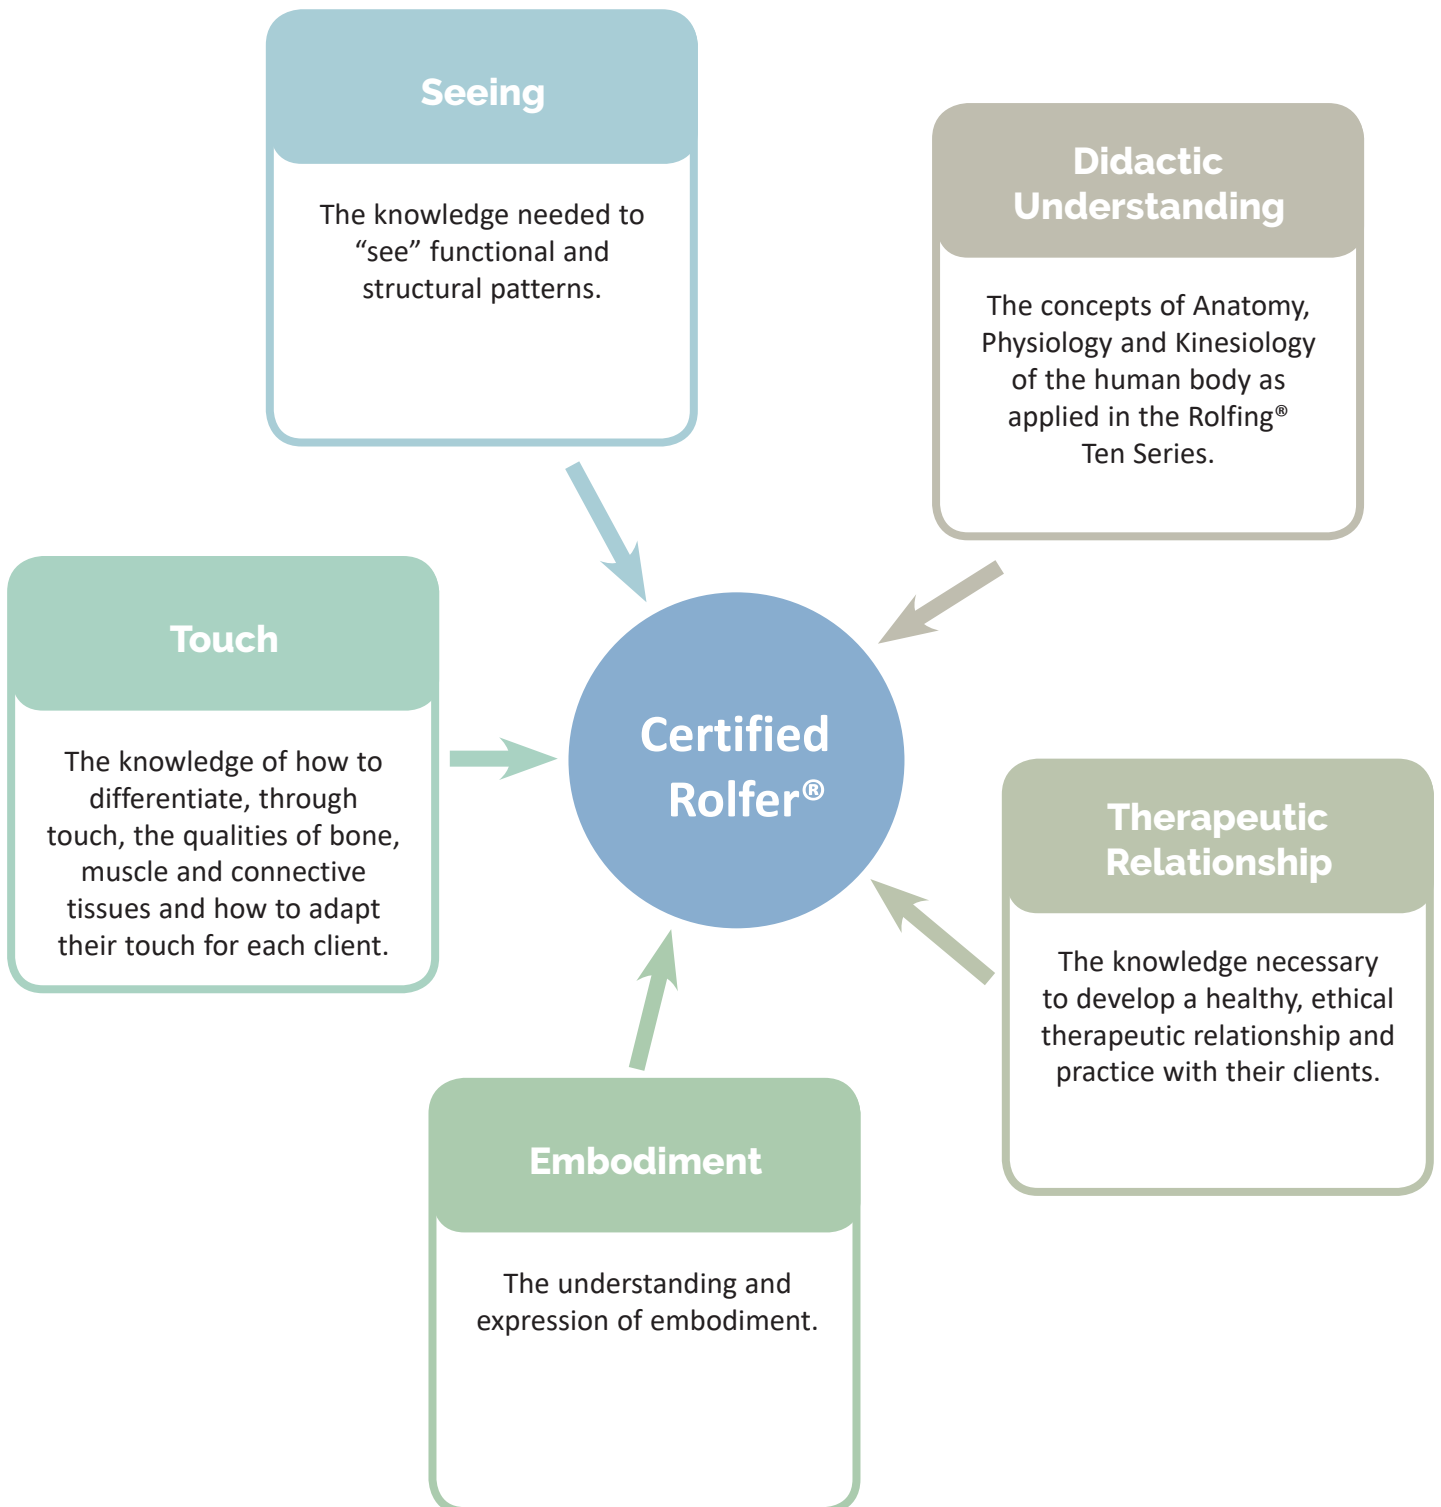 Seeing
The knowledge needed to
“see” functional and
structural patterns.
Didactic
Understanding
The concepts of Anatomy,
Physiology and Kinesiology
of the human body as
applied in the Rolfing®
Ten Series.
Touch
The knowledge of how to
differentiate, through
touch, the qualities of bone,
muscle and connective
tissues and how to adapt
their touch for each client.
Certified
Rolfer®
Therapeutic
Relationship
The knowledge necessary
to develop a healthy, ethical
therapeutic relationship and
practice with their clients.
Embodiment
The understanding and
expression of embodiment.